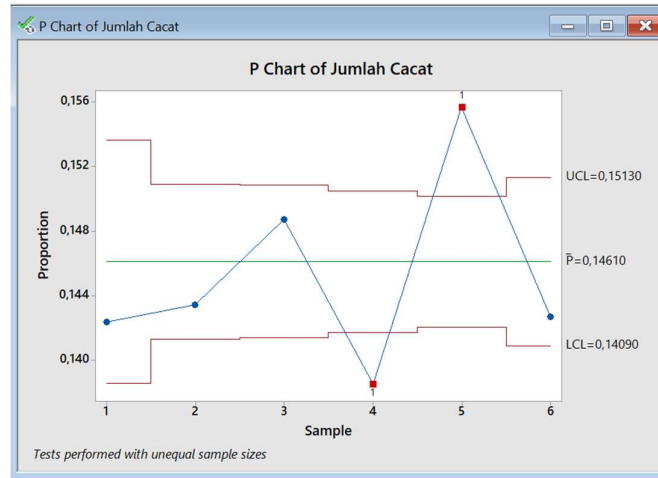 P Chart of Jumlah Cacat
P Chart of Jumlah Cacat
0,156
0,152
0,148
0,144
0,140
Proportion
1
1
UCL=0,15130
P̅=0,14610
LCL=0,14090
1 2 3 4 5 6
Sample
Tests performed with unequal sample sizes